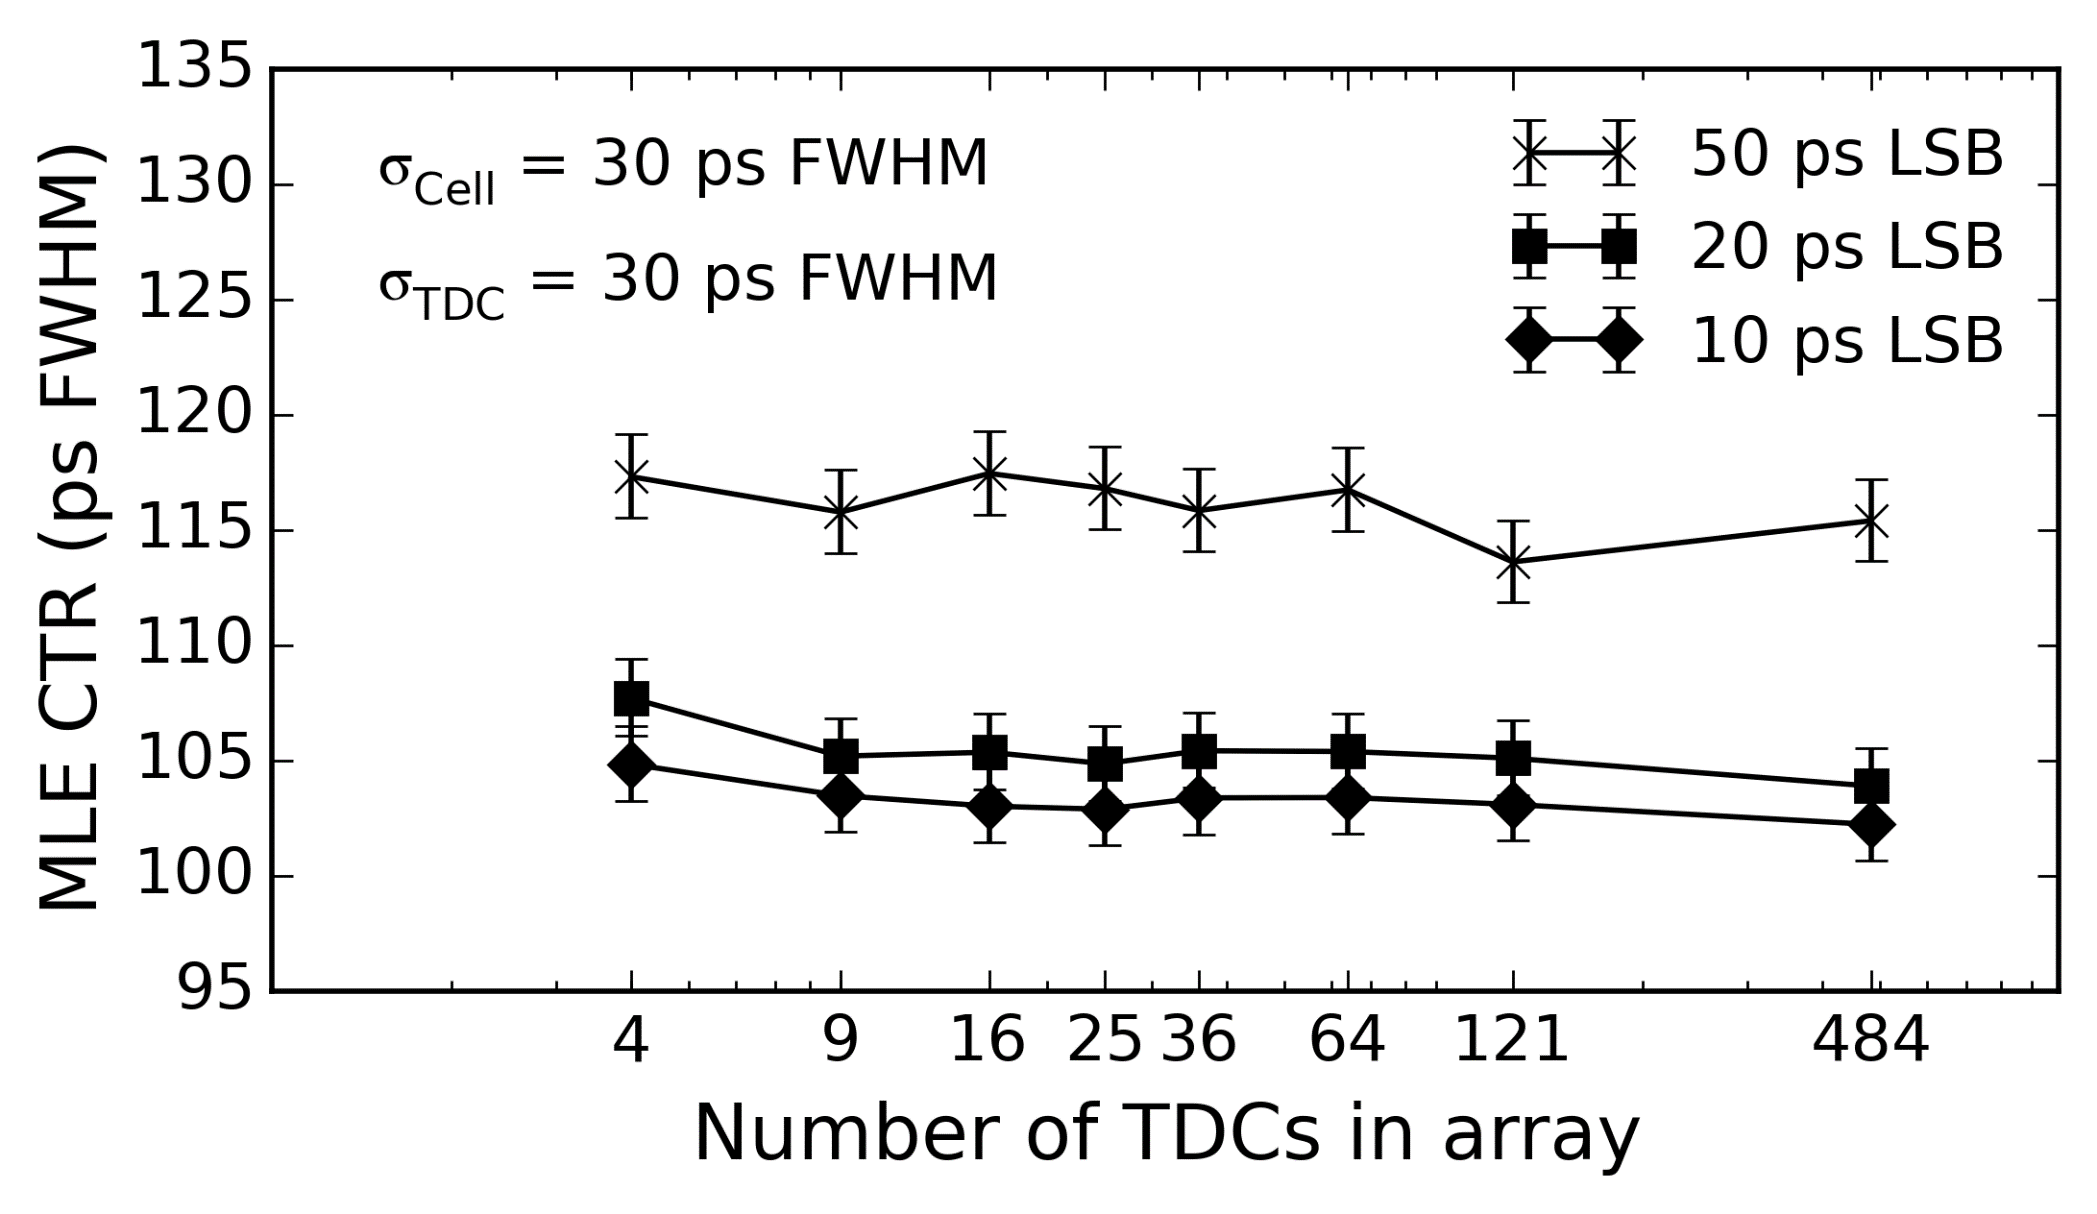 135
130
125
120
115
110
105
100
95
MLE CTR (ps FWHM)
σCell = 30 ps FWHM
σTDC = 30 ps FWHM
50 ps LSB
20 ps LSB
10 ps LSB
4 9 16 25 36 64 121 484
Number of TDCs in array